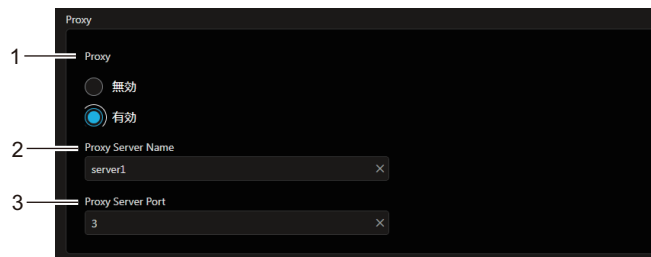 Proxy
1
Proxy
無効
有効
2
Proxy Server Name
server1
3
Proxy Server Port
3